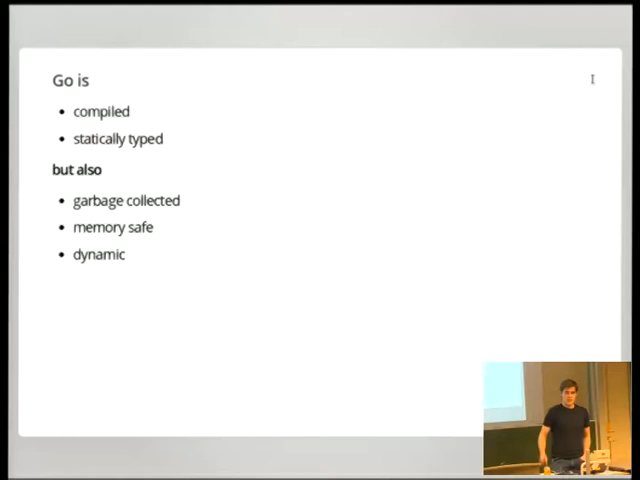 Go is
• compiled
• statically typed
but also
• garbage collected
• memory safe
• dynamic